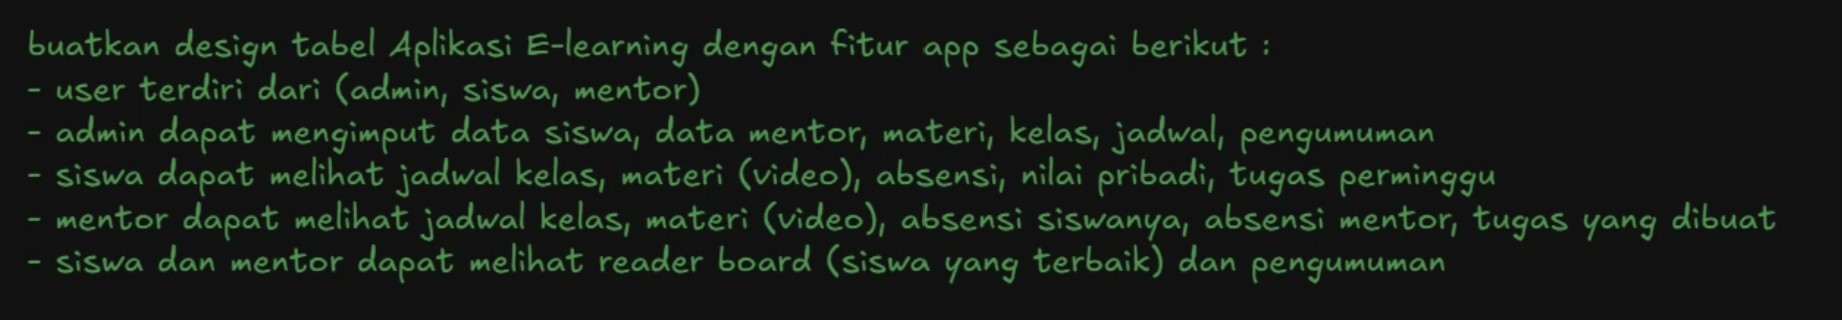 buatkan design tabel Aplikasi E-learning dengan fitur app sebagai berikut :
- user terdiri dari (admin, siswa, mentor)
- admin dapat mengimput data siswa, data mentor, materi, kelas, jadwal, pengumuman
- siswa dapat melihat jadwal kelas, materi (video), absensi, nilai pribadi, tugas perminggu
- mentor dapat melihat jadwal kelas, materi (video), absensi siswanya, absensi mentor, tugas yang dibuat
- siswa dan mentor dapat melihat reader board (siswa yang terbaik) dan pengumuman